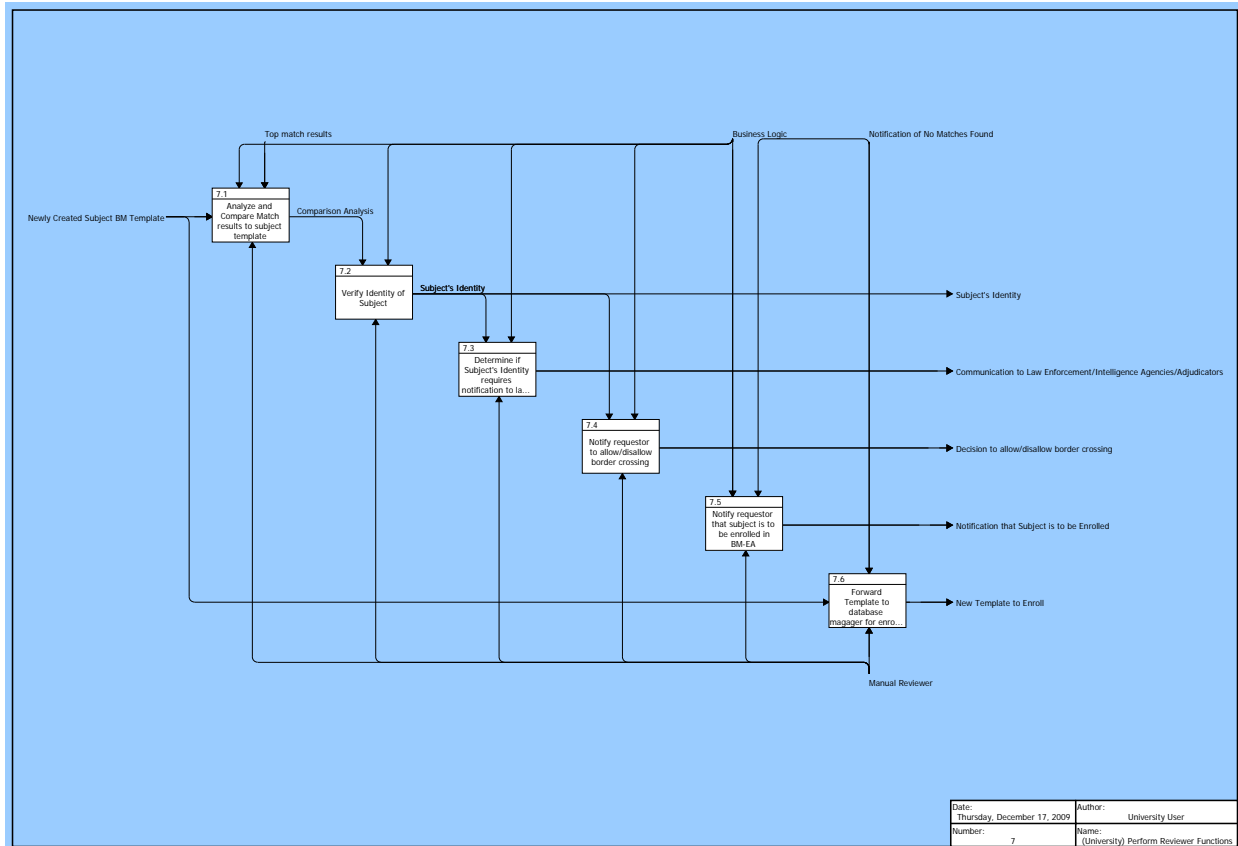 Top match results
Business Logic
Notification of No Matches Found
7.1
Analyze and
Compare Match
results to subject
template
Newly Created Subject BM Template
Comparison Analysis
7.2
Verify Identity of
Subject
Subject's Identity
Subject's Identity
7.3
Determine if
Subject's Identity
requires
notification to la...
Communication to Law Enforcement/Intelligence Agencies/Adjudicators
7.4
Notify requestor
to allow/disallow
border crossing
Decision to allow/disallow border crossing
7.5
Notify requestor
that subject is to
be enrolled in
BM-EA
Notification that Subject is to be Enrolled
7.6
Forward
Template to
database
magager for enro...
New Template to Enroll
Manual Reviewer
Date:
Thursday, December 17, 2009
Author:
University User
Number:
7
Name:
(University) Perform Reviewer Functions